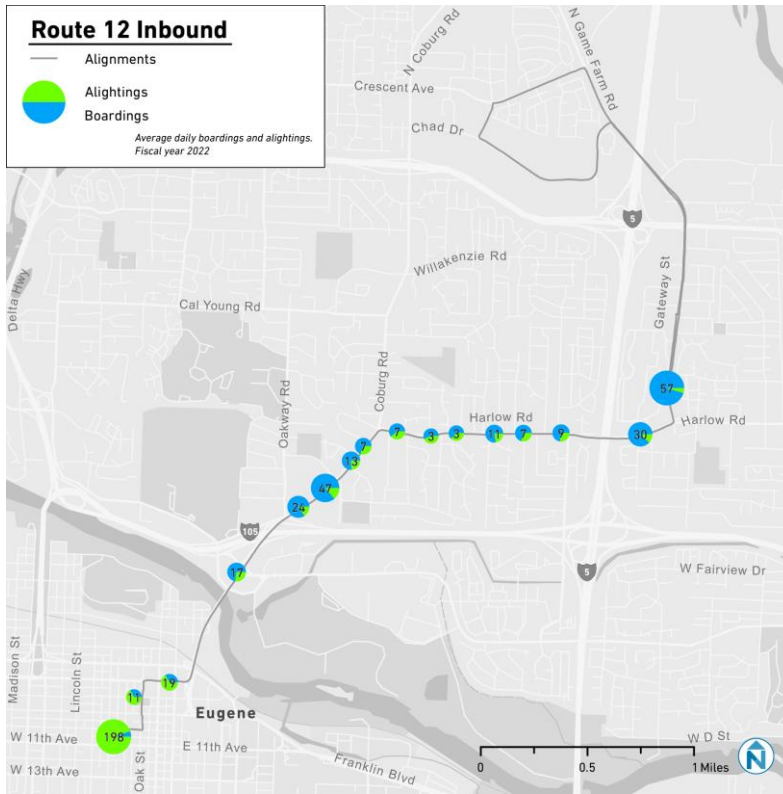 Route 12 Inbound
Alignments
Alightings
Boardings
Average daily boardings and alightings.
Fiscal year 2022
N Coburg Rd
N Game Farm Rd
Crescent Ave
Chad Dr
5
Willakenzie Rd
Gateway St
Delta Hwy
Cal Young Rd
Coburg Rd
Oakway Rd
57
Harlow Rd
Harlow Rd
7
3
3
11
7
9
30
7
13
47
24
105
17
5
W Fairview Dr
Madison St
Lincoln St
19
11
Eugene
198
W 11th Ave
E 11th Ave
W D St
Oak St
W 13th Ave
Franklin Blvd
0
0.5
1 Miles
N